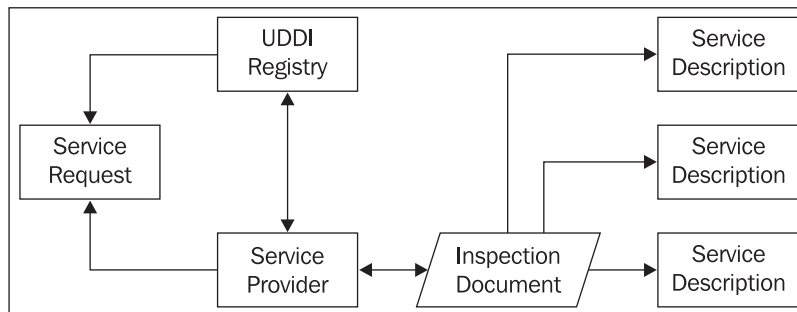 UDDI
Registry
Service
Description
Service
Request
Service
Description
Service
Provider
Inspection
Document
Service
Description